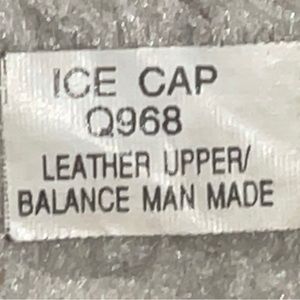 ICE CAP
Q968
LEATHER UPPER/
BALANCE MAN MADE